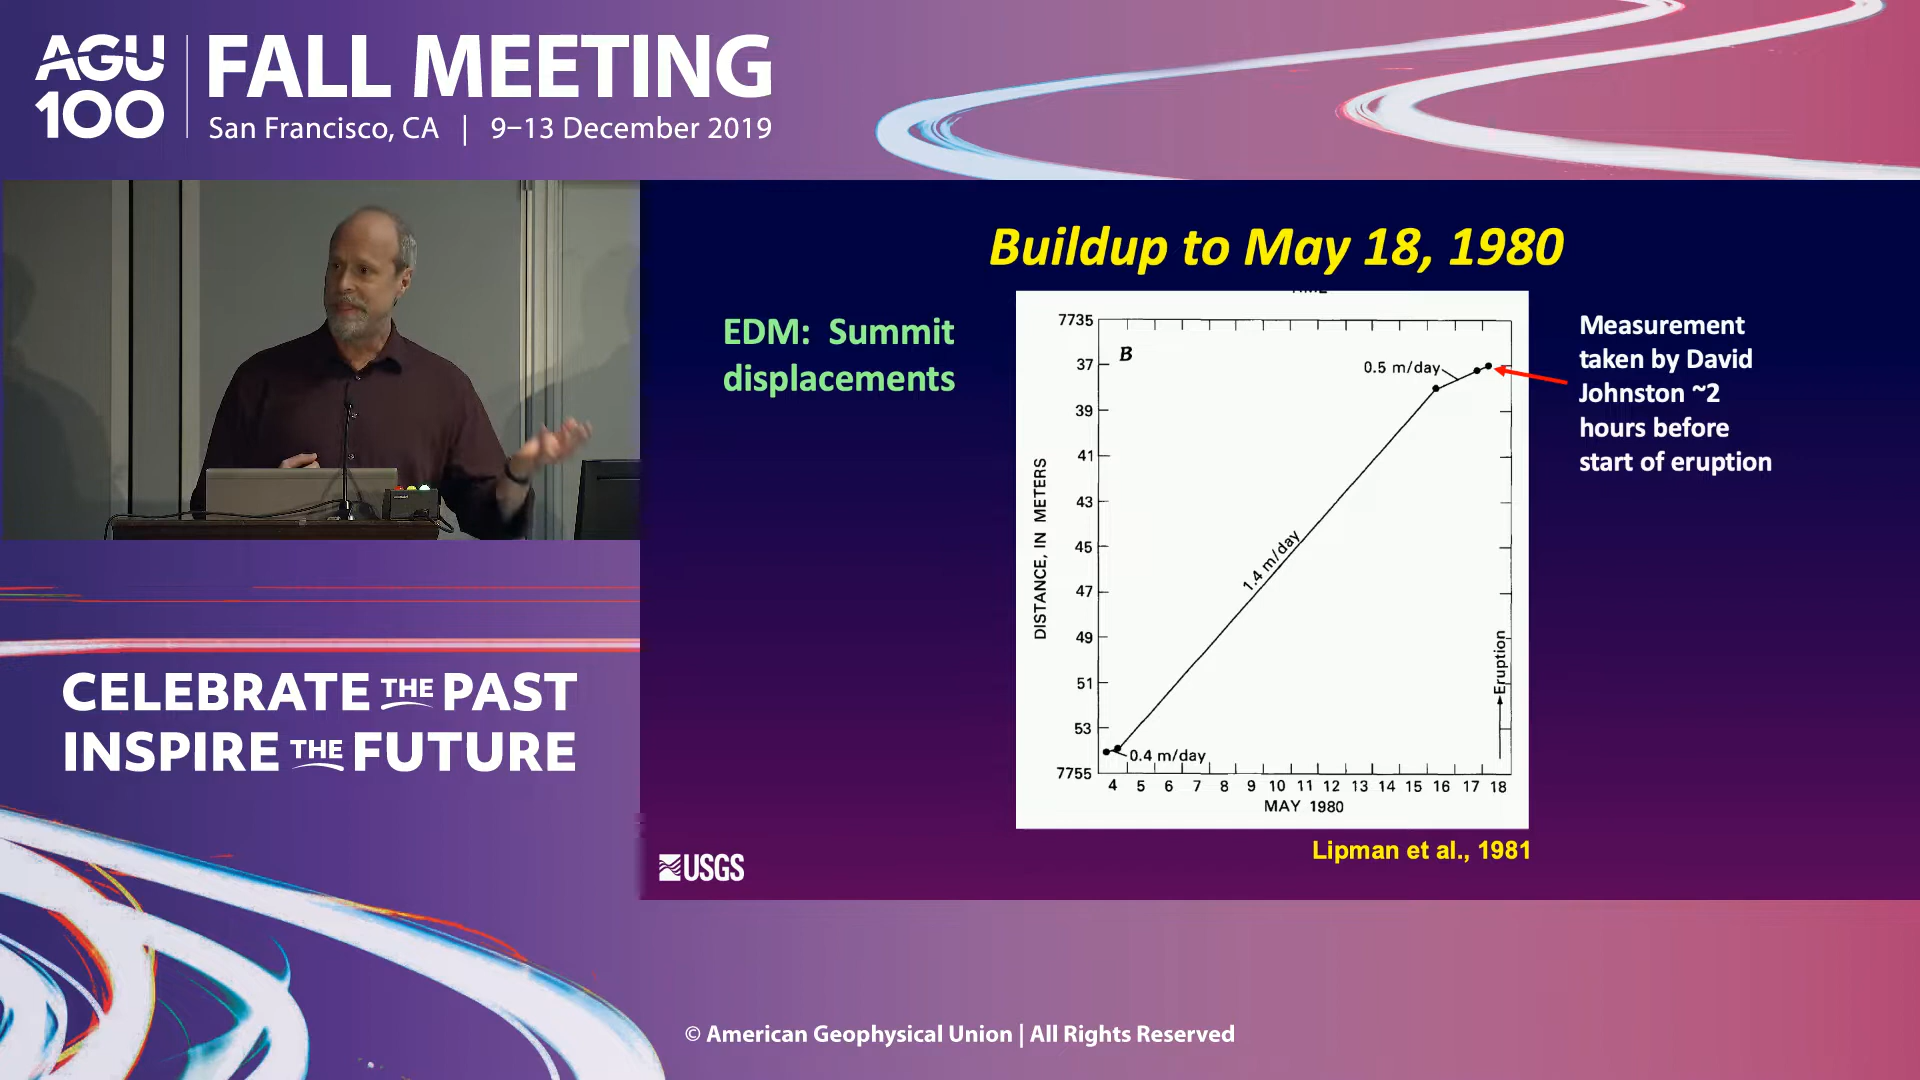 AGU
100
FALL MEETING
San Francisco, CA | 9–13 December 2019
Buildup to May 18, 1980
EDM: Summit
displacements
7735
37
39
41
43
45
47
49
51
53
7755
DISTANCE, IN METERS
B
0.5 m/day
1.4 m/day
0.4 m/day
Eruption
4 5 6 7 8 9 10 11 12 13 14 15 16 17 18
MAY 1980
Measurement
taken by David
Johnston ~2
hours before
start of eruption
Lipman et al., 1981
USGS
CELEBRATE THE PAST
INSPIRE THE FUTURE
© American Geophysical Union | All Rights Reserved